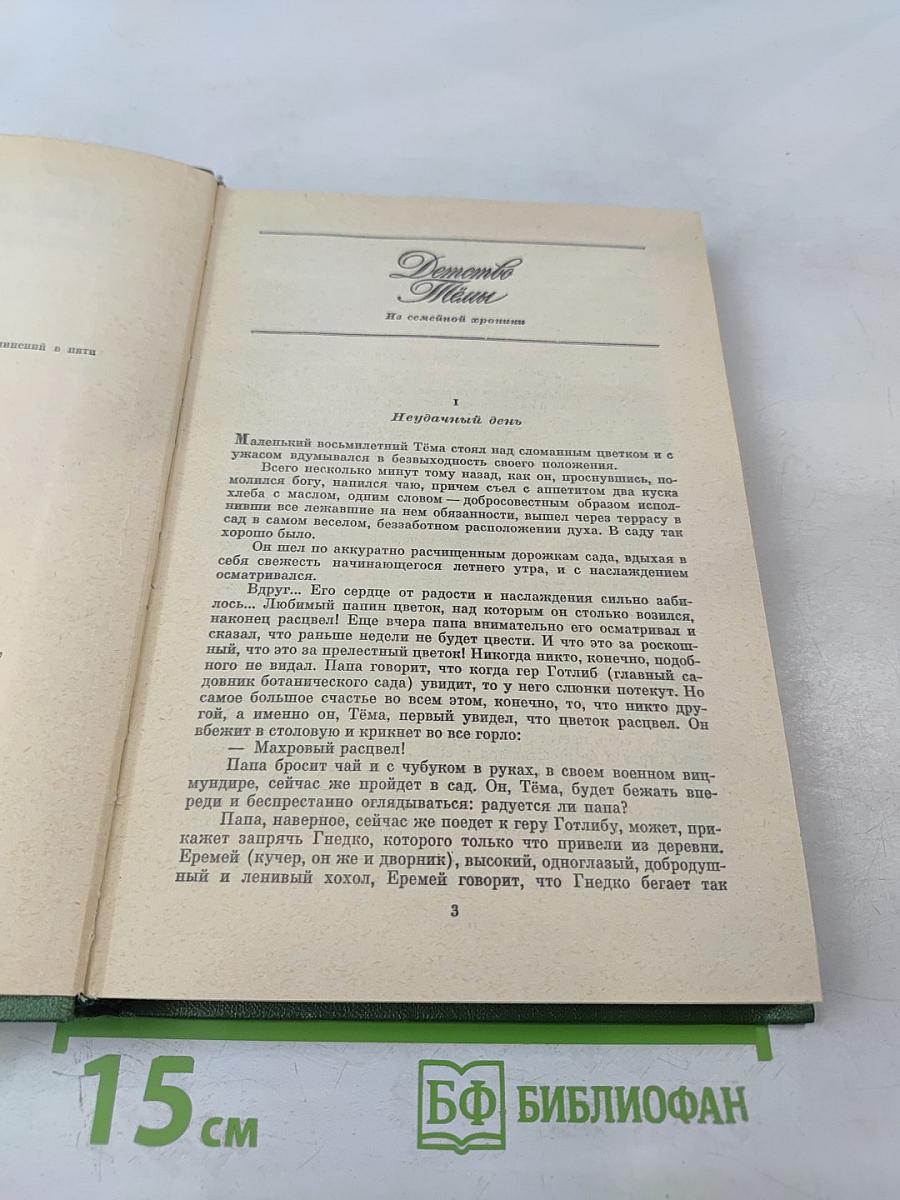 чинений в пяти
Детство
Тёмы
Из семейной хроники
I
Неудачный день
Маленький восьмилетний Тёма стоял над сломанным цветком и с
ужасом вдумывался в безвыходность своего положения.
Всего несколько минут тому назад, как он, проснувшись, по-
молился богу, напился чаю, причем съел с аппетитом два куска
хлеба с маслом, одним словом — добросовестным образом испол-
нивши все лежавшие на нем обязанности, вышел через террасу в
сад в самом веселом, беззаботном расположении духа. В саду так
хорошо было.
Он шел по аккуратно расчищенным дорожкам сада, вдыхая в
себя свежесть начинающегося летнего утра, и с наслаждением
осматривался.
Вдруг... Его сердце от радости и наслаждения сильно заби-
лось... Любимый папин цветок, над которым он столько возился,
наконец расцвел! Еще вчера папа внимательно его осматривал и
сказал, что раньше недели не будет цвести. И что это за роскош-
ный, что это за прелестный цветок! Никогда никто, конечно, подоб-
ного не видал. Папа говорит, что когда гер Готлиб (главный са-
довник ботанического сада) увидит, то у него слюнки потекут. Но
самое большое счастье во всем этом, конечно, то, что никто дру-
гой, а именно он, Тёма, первый увидел, что цветок расцвел. Он
вбежит в столовую и крикнет во все горло:
— Махровый расцвел!
Папа бросит чай и с чубуком в руках, в своем военном виц-
мундире, сейчас же пройдет в сад. Он, Тёма, будет бежать впе-
реди и беспрестанно оглядываться: радуется ли папа?
Папа, наверное, сейчас же поедет к геру Готлибу, может, при-
кажет запрячь Гнедко, которого только что привели из деревни.
Еремей (кучер, он же и дворник), высокий, одноглазый, добродуш-
ный и ленивый хохол, Еремей говорит, что Гнедко бегает так
3
15 см
БФ БИБЛИОФАН